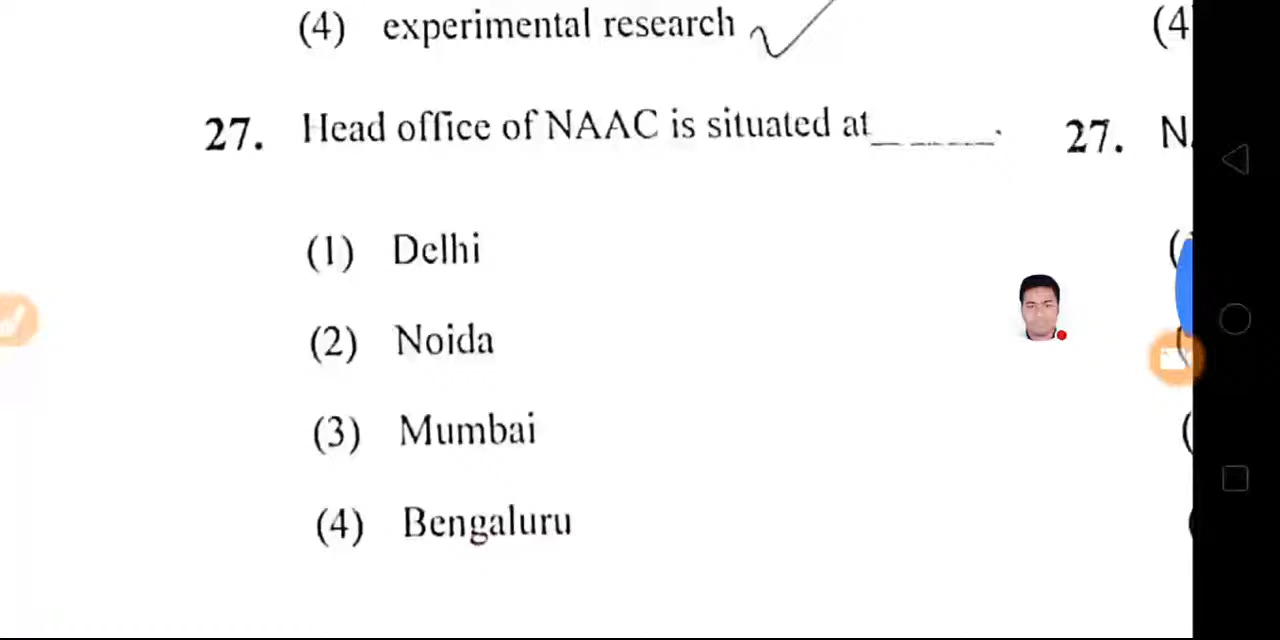 (4) experimental research
(4
27. Head office of NAAC is situated at______.
27. N
(1) Delhi
(2) Noida
(3) Mumbai
(4) Bengaluru